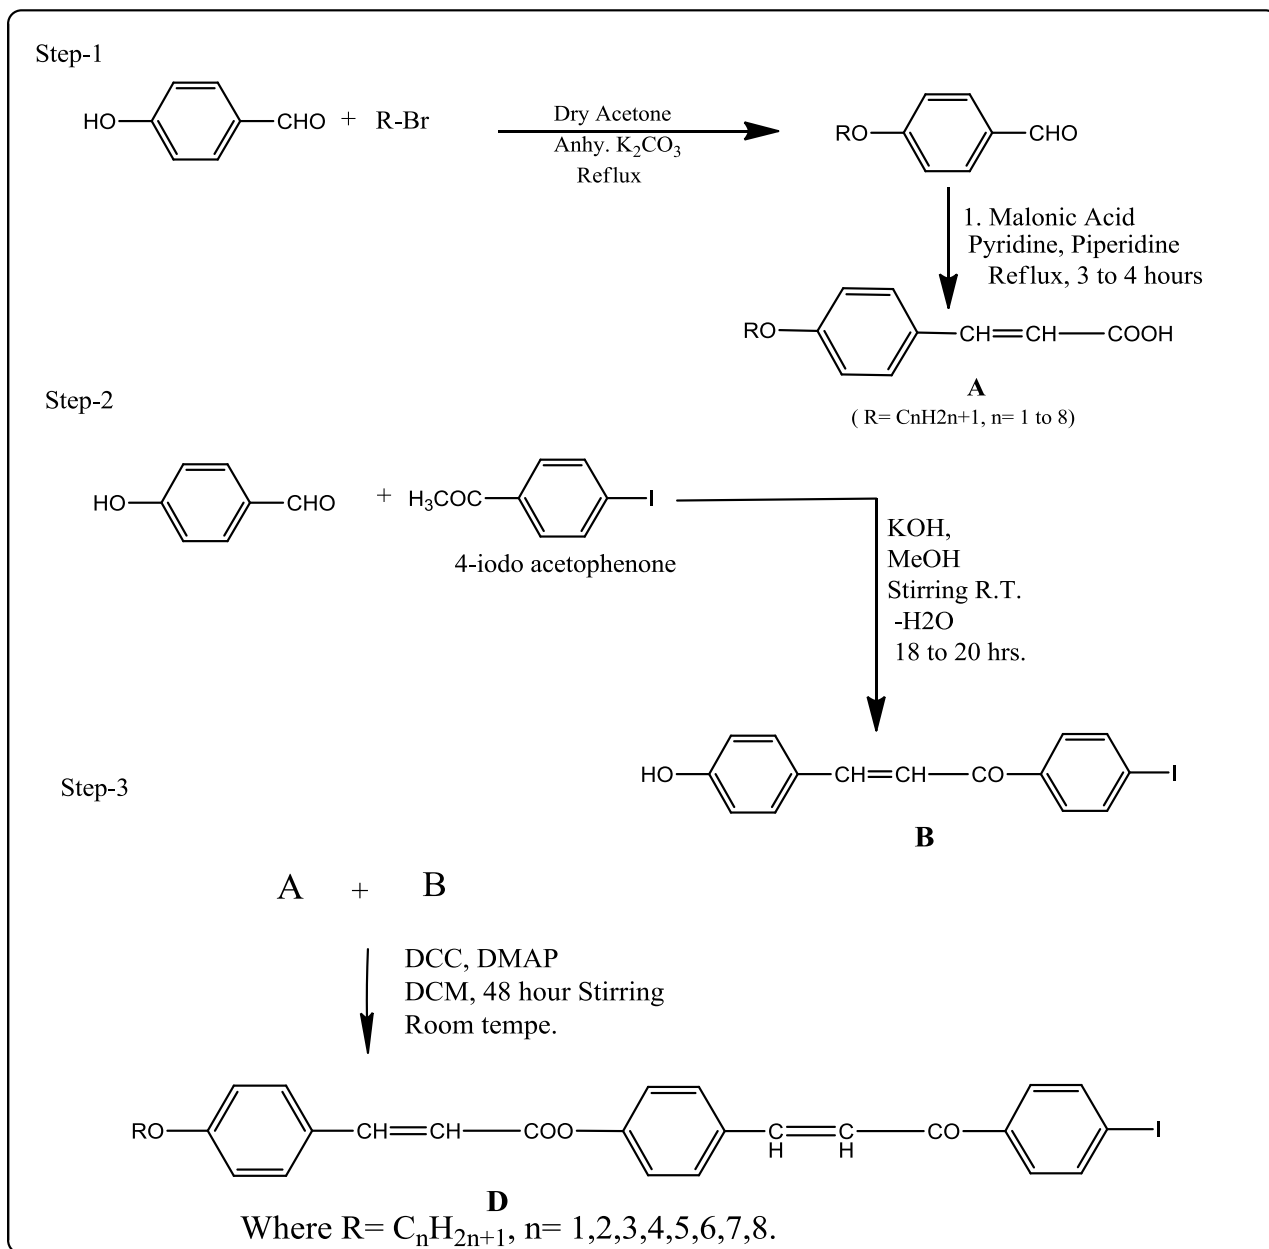 Step-1
HO CHO + R-Br
Dry Acetone
Anhy. K₂CO₃
Reflux
RO CHO
1. Malonic Acid
Pyridine, Piperidine
Reflux, 3 to 4 hours
RO CH CH COOH
A
( R= CnH2n+1, n= 1 to 8)
Step-2
HO CHO + H₃COC I
4-iodo acetophenone
KOH,
MeOH
Stirring R.T.
-H2O
18 to 20 hrs.
HO CH CH CO I
B
Step-3
A + B
DCC, DMAP
DCM, 48 hour Stirring
Room tempe.
RO CH CH COO C H C H CO I
D
Where R= CₙH₂ₙ₊₁, n= 1,2,3,4,5,6,7,8.